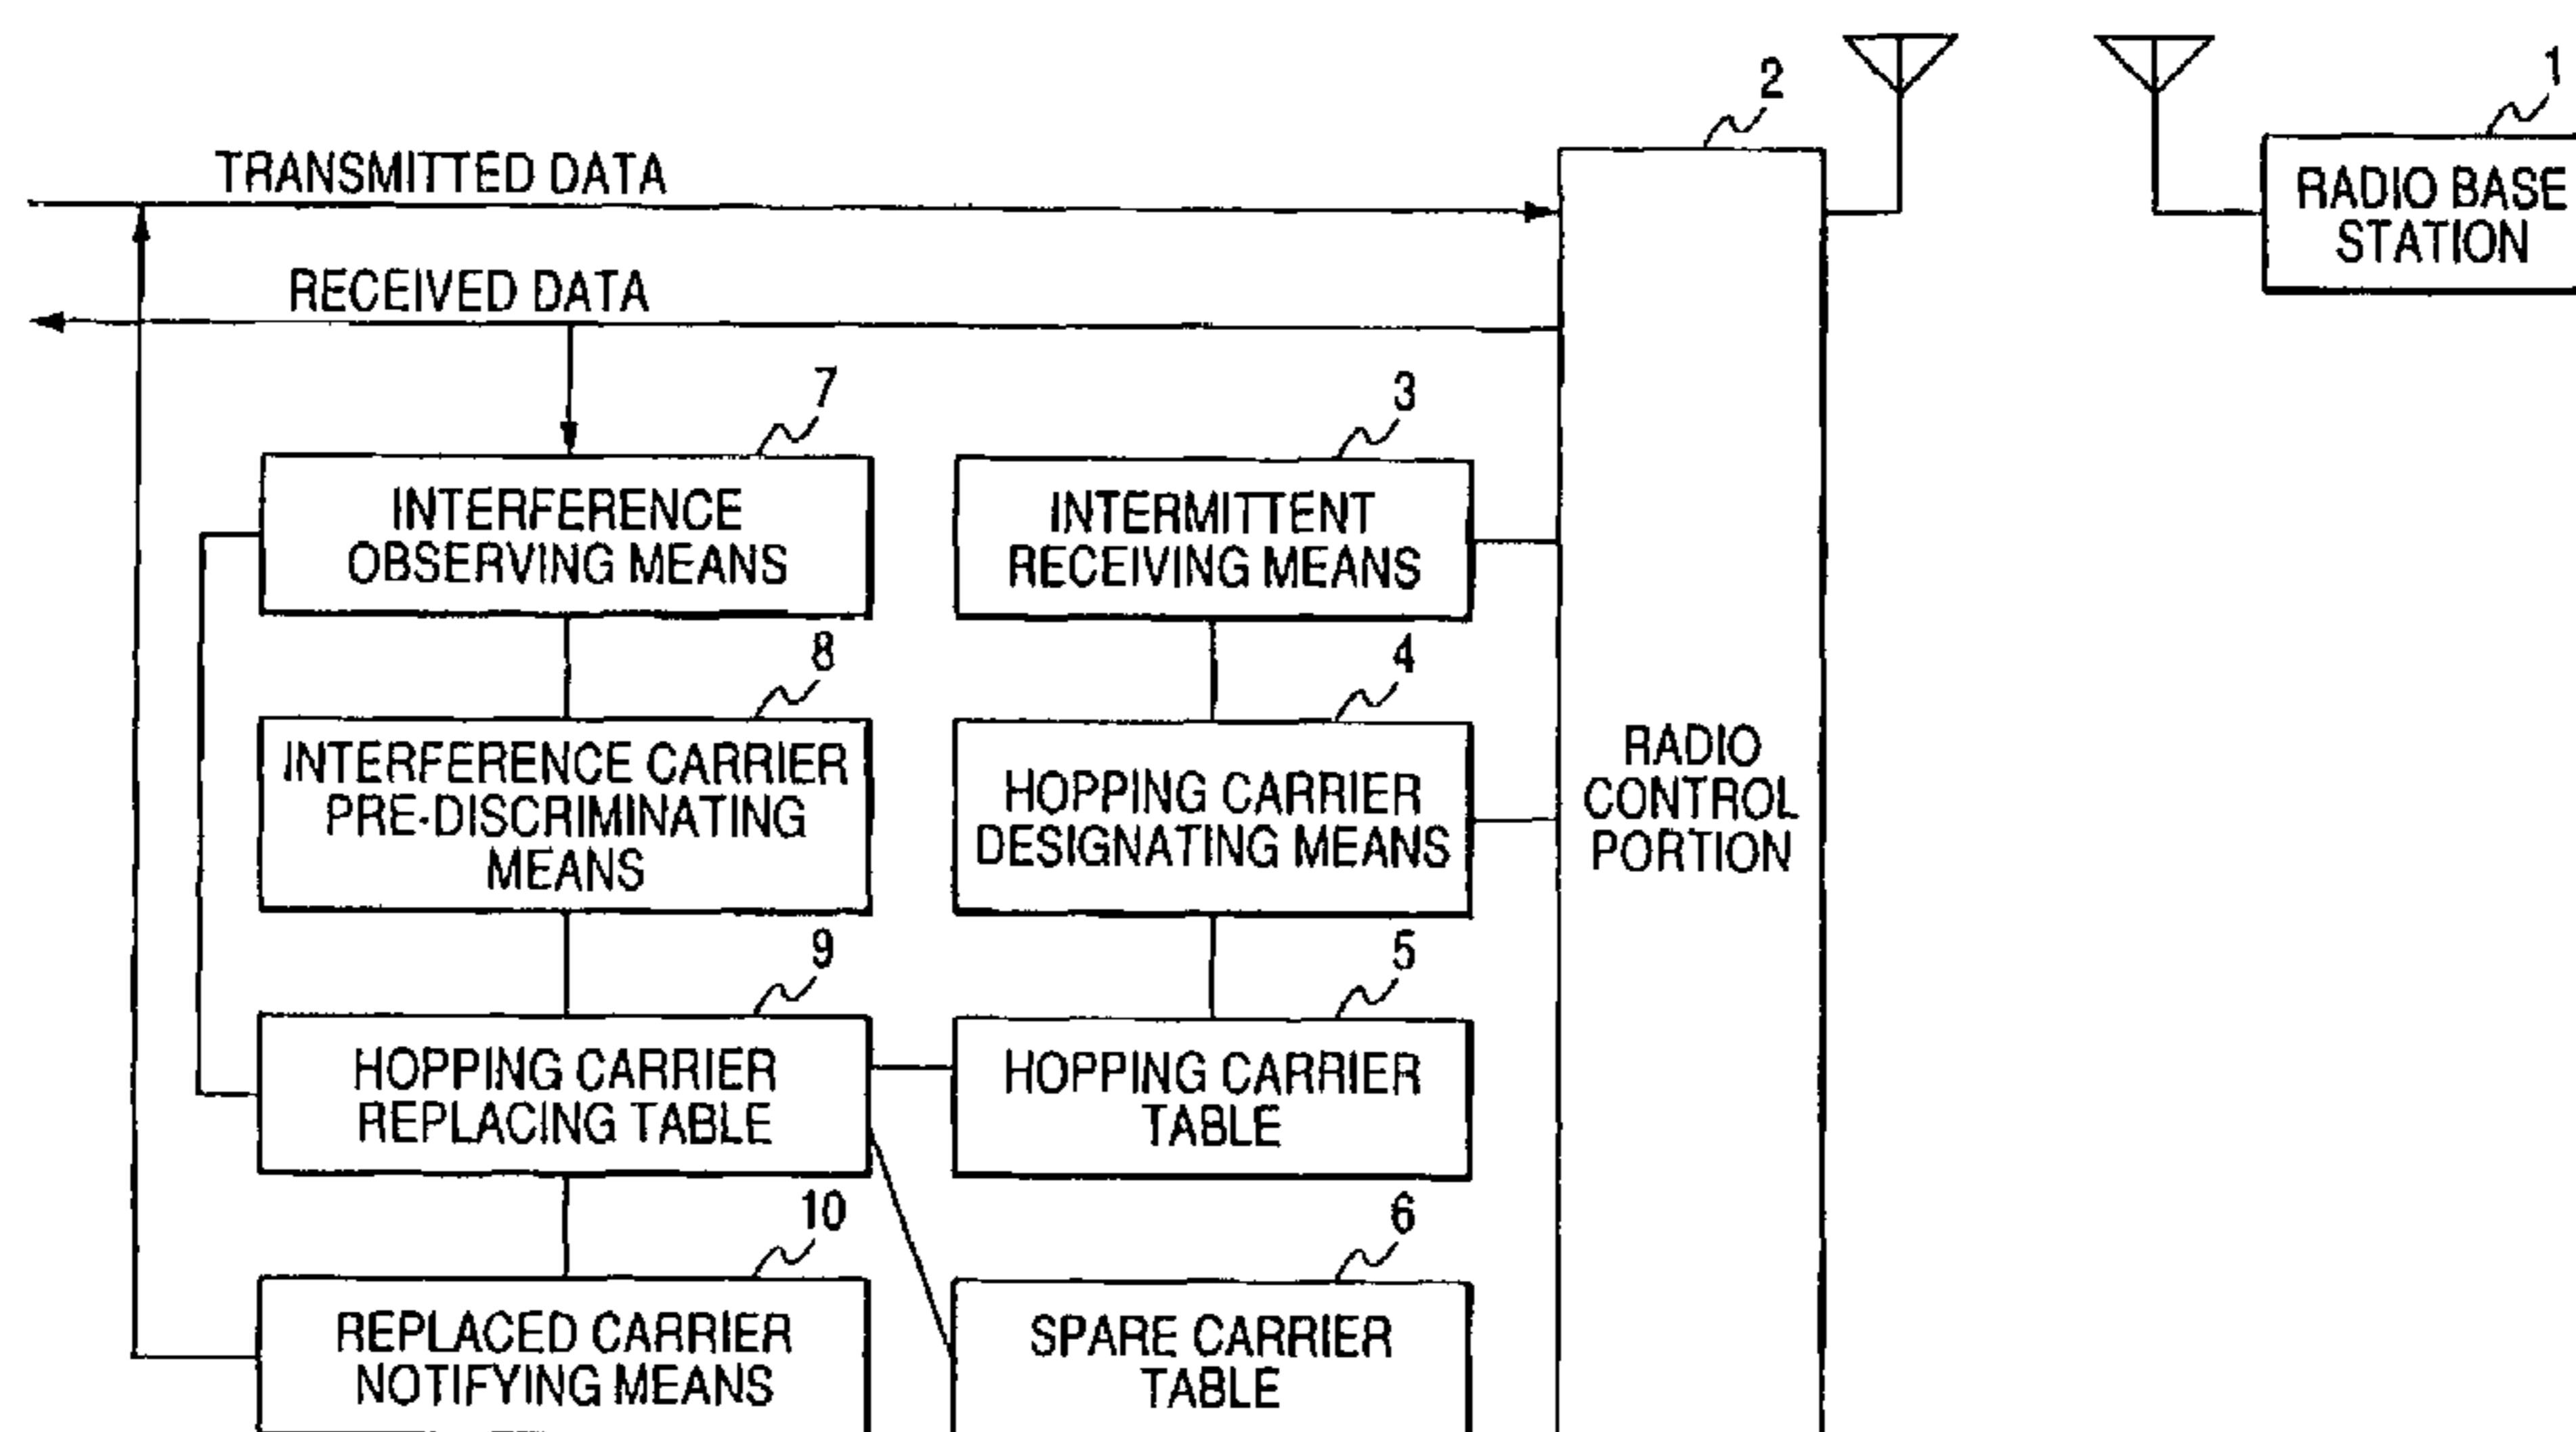 1
2
RADIO BASE
STATION
TRANSMITTED DATA
RECEIVED DATA
7
3
INTERFERENCE
OBSERVING MEANS
INTERMITTENT
RECEIVING MEANS
8
4
INTERFERENCE CARRIER
PRE-DISCRIMINATING
MEANS
HOPPING CARRIER
DESIGNATING MEANS
RADIO
CONTROL
PORTION
9
5
HOPPING CARRIER
REPLACING TABLE
HOPPING CARRIER
TABLE
10
6
REPLACED CARRIER
NOTIFYING MEANS
SPARE CARRIER
TABLE